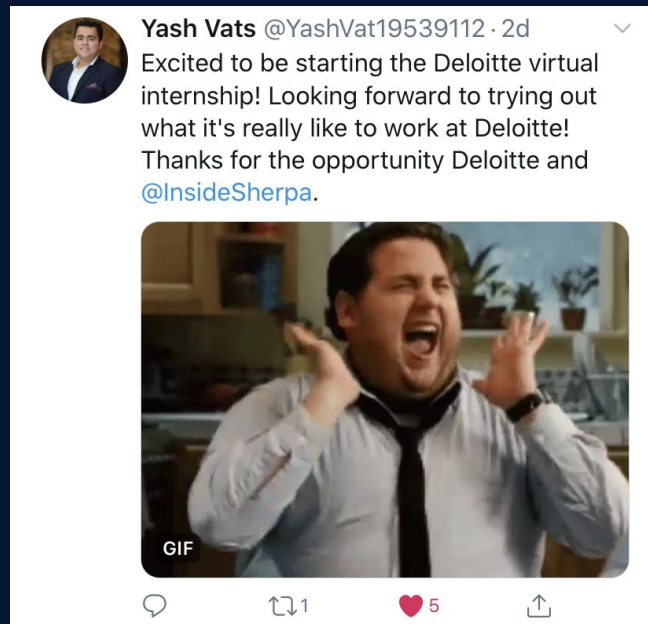 Yash Vats @YashVat19539112 · 2d
Excited to be starting the Deloitte virtual
internship! Looking forward to trying out
what it's really like to work at Deloitte!
Thanks for the opportunity Deloitte and
@InsideSherpa.
GIF
1
5